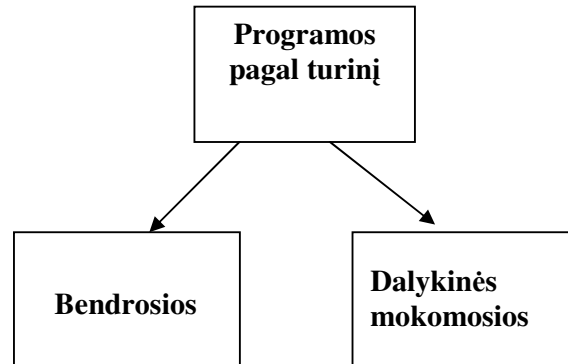 Programos
pagal turinį
Bendrosios
Dalykinės
mokomosios